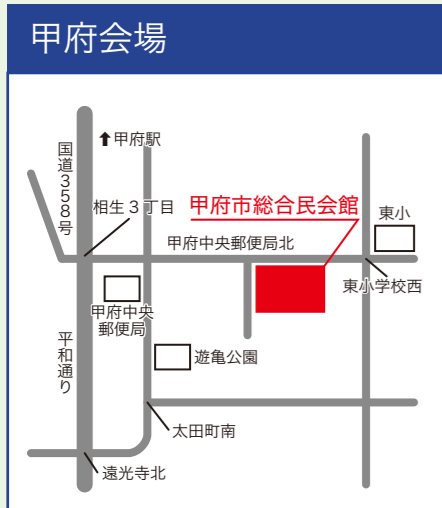 甲府会場
⬆甲府駅
国道358号
相生3丁目
甲府市総合民会館
東小
甲府中央郵便局北
東小学校西
甲府中央
郵便局
平和通り
遊亀公園
太田町南
遠光寺北